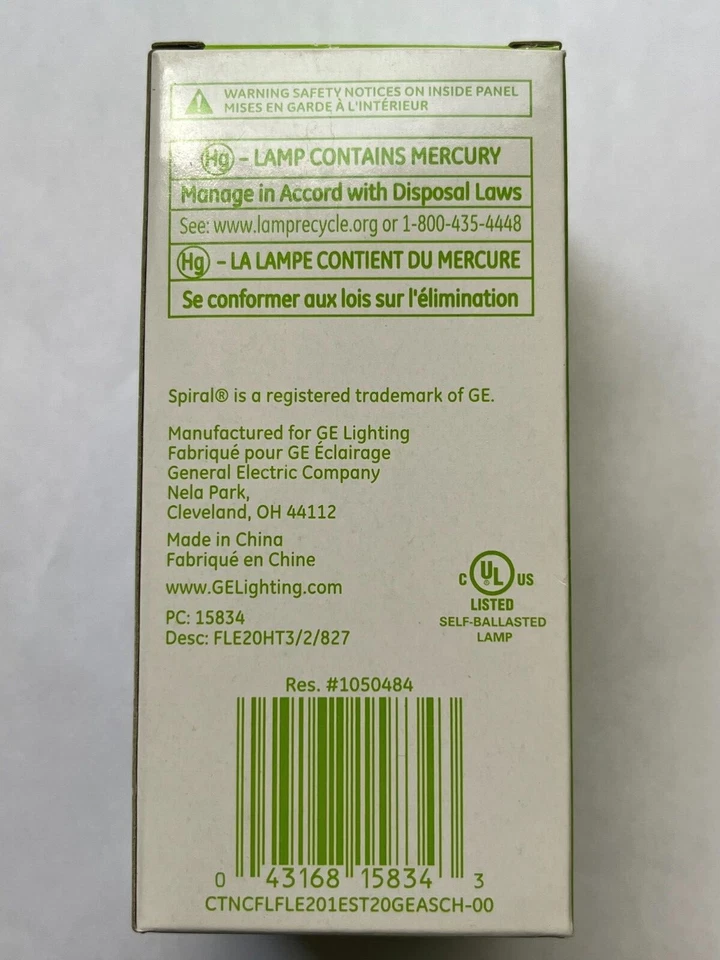 WARNING SAFETY NOTICES ON INSIDE PANEL
MISES EN GARDE À L'INTÉRIEUR
Hg – LAMP CONTAINS MERCURY
Manage in Accord with Disposal Laws
See: www.lamprecycle.org or 1-800-435-4448
Hg – LA LAMPE CONTIENT DU MERCURE
Se conformer aux lois sur l'élimination
Spiral® is a registered trademark of GE.
Manufactured for GE Lighting
Fabriqué pour GE Éclairage
General Electric Company
Nela Park,
Cleveland, OH 44112
Made in China
Fabriqué en Chine
www.GELighting.com
PC: 15834
Desc: FLE20HT3/2/827
C UL® US
LISTED
SELF-BALLASTED
LAMP
Res. #1050484
0 43168 15834 3
CTNCFLFLE201EST20GEASCH-00